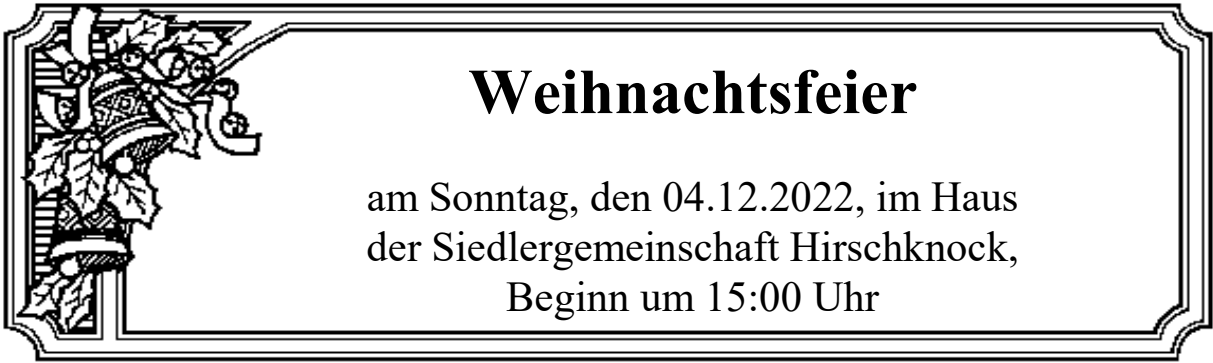 Weihnachtsfeier
am Sonntag, den 04.12.2022, im Haus
der Siedlergemeinschaft Hirschknock,
Beginn um 15:00 Uhr